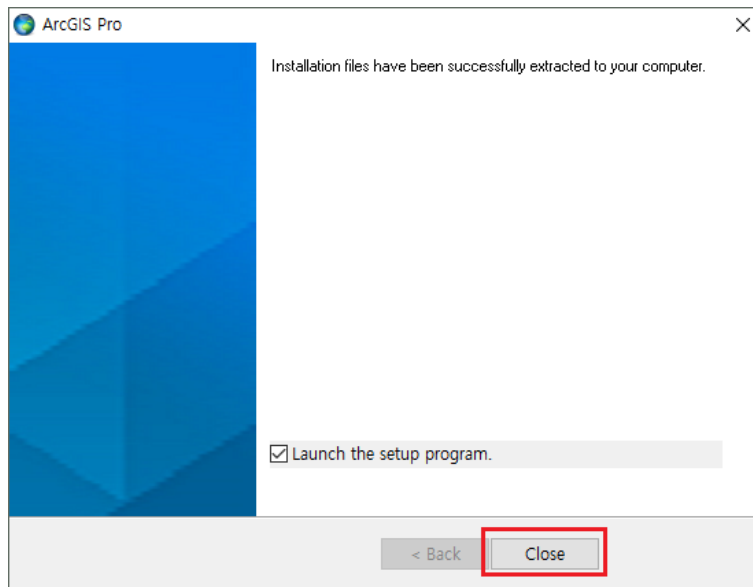 ArcGIS Pro
Installation files have been successfully extracted to your computer.
Launch the setup program.
< Back
Close